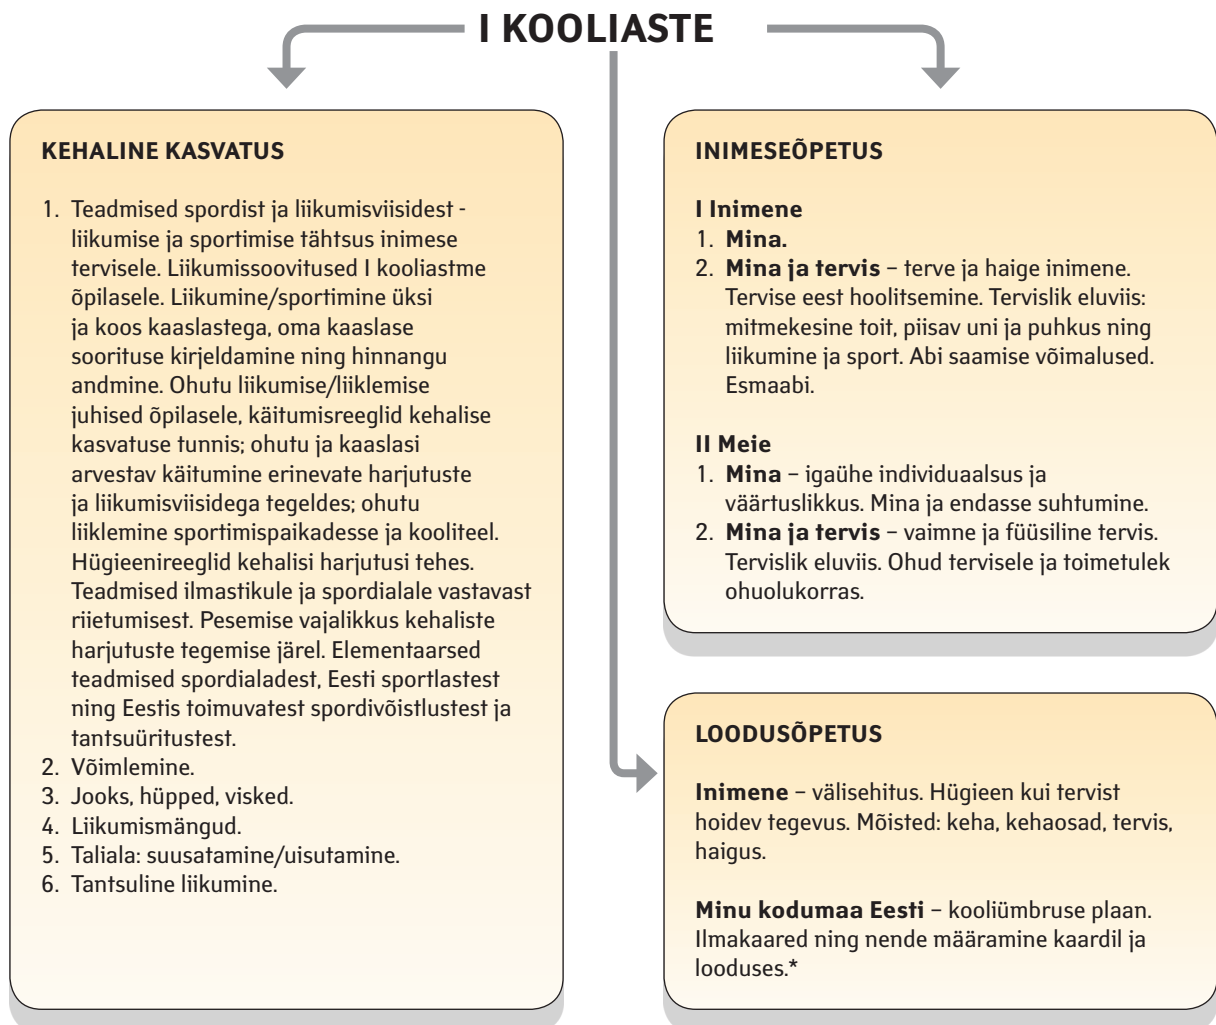 I KOOLIASTE
KEHALINE KASVATUS
1. Teadmised spordist ja liikumisviisidest -
liikumise ja sportimise tähtsus inimese
tervisele. Liikumissoovitused I kooliastme
õpilasele. Liikumine/sportimine üksi
ja koos kaaslastega, oma kaaslase
soorituse kirjeldamine ning hinnangu
andmine. Ohutu liikumise/liiklemise
juhised õpilasele, käitumisreeglid kehalise
kasvatuse tunnis; ohutu ja kaaslasi
arvestav käitumine erinevate harjutuste
ja liikumisviisidega tegeldes; ohutu
liiklemine sportimispaikadesse ja kooliteel.
Hügieenireeglid kehalisi harjutusi tehes.
Teadmised ilmastikule ja spordialale vastavast
riietumisest. Pesemise vajalikkus kehaliste
harjutuste tegemise järel. Elementaarsed
teadmised spordialadest, Eesti sportlastest
ning Eestis toimuvatest spordivõistlustest ja
tantsuüritustest.
2. Võimlemine.
3. Jooks, hüpped, visked.
4. Liikumismängud.
5. Taliala: suusatamine/uisutamine.
6. Tantsuline liikumine.
INIMESEÕPETUS
I Inimene
1. Mina.
2. Mina ja tervis – terve ja haige inimene.
Tervise eest hoolitsemine. Tervislik eluviis:
mitmekesine toit, piisav uni ja puhkus ning
liikumine ja sport. Abi saamise võimalused.
Esmaabi.
II Meie
1. Mina – igaühe individuaalsus ja
väärtuslikkus. Mina ja endasse suhtumine.
2. Mina ja tervis – vaimne ja füüsiline tervis.
Tervislik eluviis. Ohud tervisele ja toimetulek
ohuolukorras.
LOODUSÕPETUS
Inimene – välisehitus. Hügieen kui tervist
hoidev tegevus. Mõisted: keha, kehaosad, tervis,
haigus.
Minu kodumaa Eesti – kooliümbruse plaan.
Ilmakaared ning nende määramine kaardil ja
looduses.*